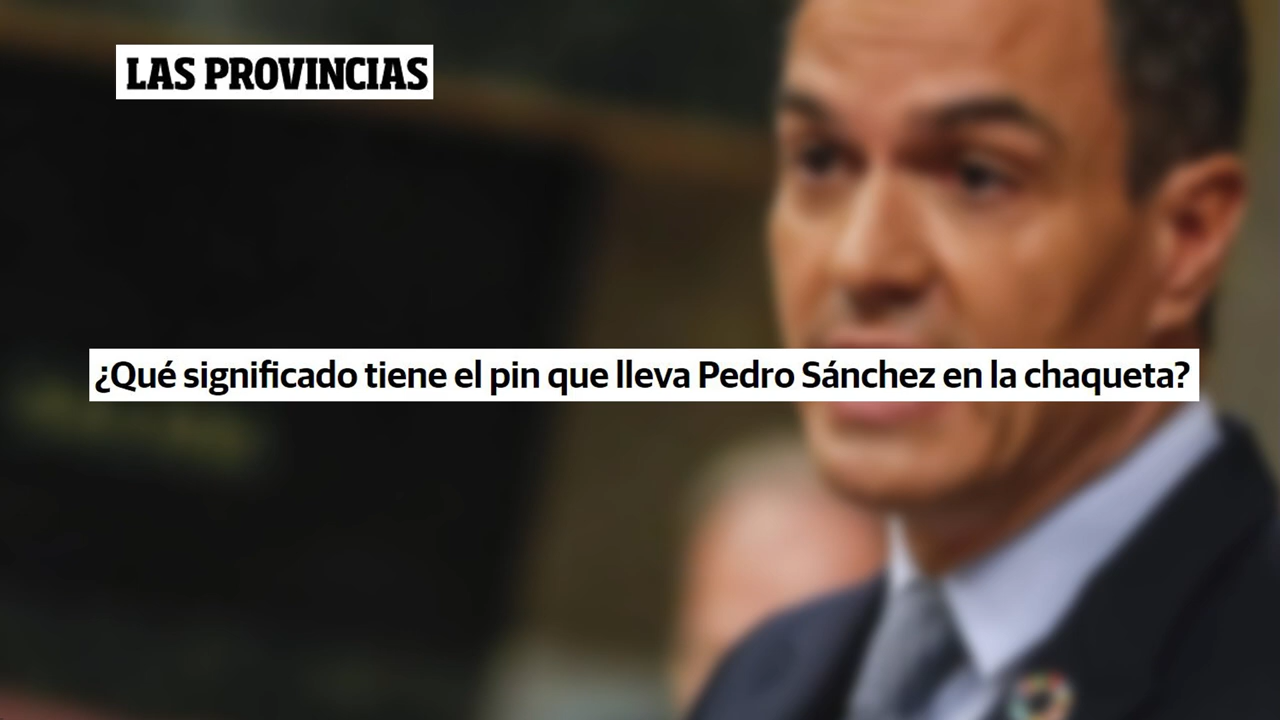 LAS PROVINCIAS
¿Qué significado tiene el pin que lleva Pedro Sánchez en la chaqueta?